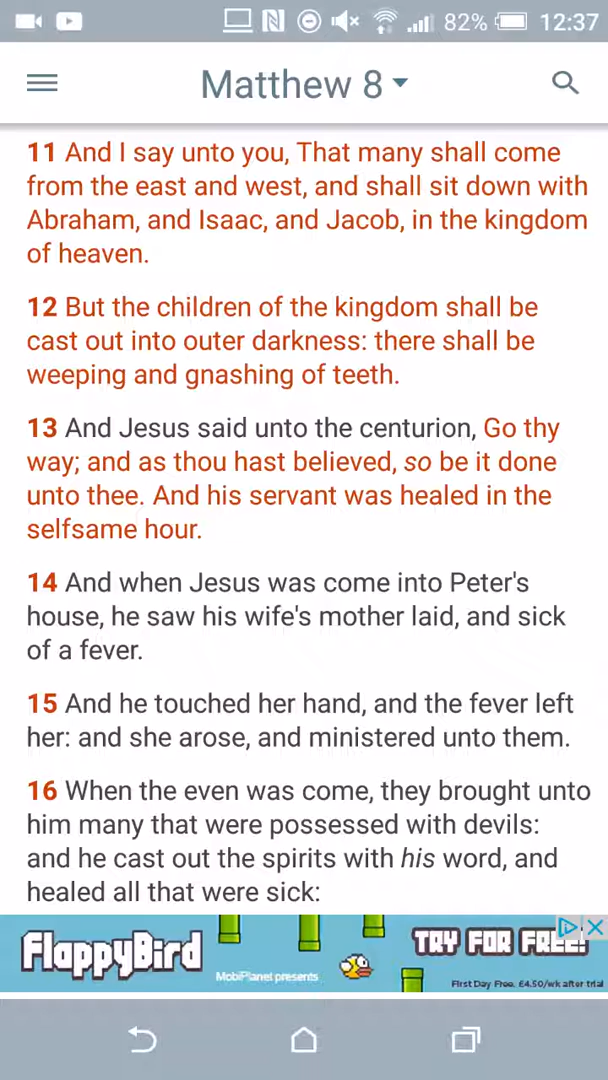 82% 12:37
Matthew 8
11 And I say unto you, That many shall come
from the east and west, and shall sit down with
Abraham, and Isaac, and Jacob, in the kingdom
of heaven.
12 But the children of the kingdom shall be
cast out into outer darkness: there shall be
weeping and gnashing of teeth.
13 And Jesus said unto the centurion, Go thy
way; and as thou hast believed, so be it done
unto thee. And his servant was healed in the
selfsame hour.
14 And when Jesus was come into Peter's
house, he saw his wife's mother laid, and sick
of a fever.
15 And he touched her hand, and the fever left
her: and she arose, and ministered unto them.
16 When the even was come, they brought unto
him many that were possessed with devils:
and he cast out the spirits with his word, and
healed all that were sick:
FlappyBird
MobiPlanet presents
TRY FOR FREE!
First Day Free. £4.50/wk after trial